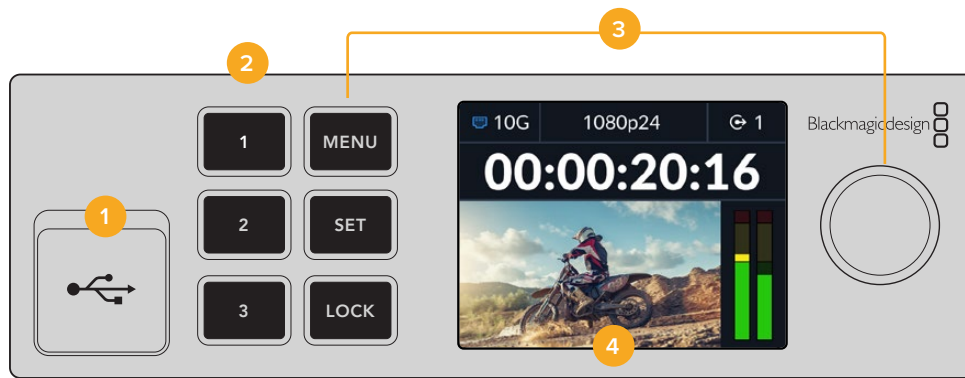 3
2
1 MENU
10G 1080p24 1
Blackmagicdesign
00:00:20:16
1
2 SET
3 LOCK
4